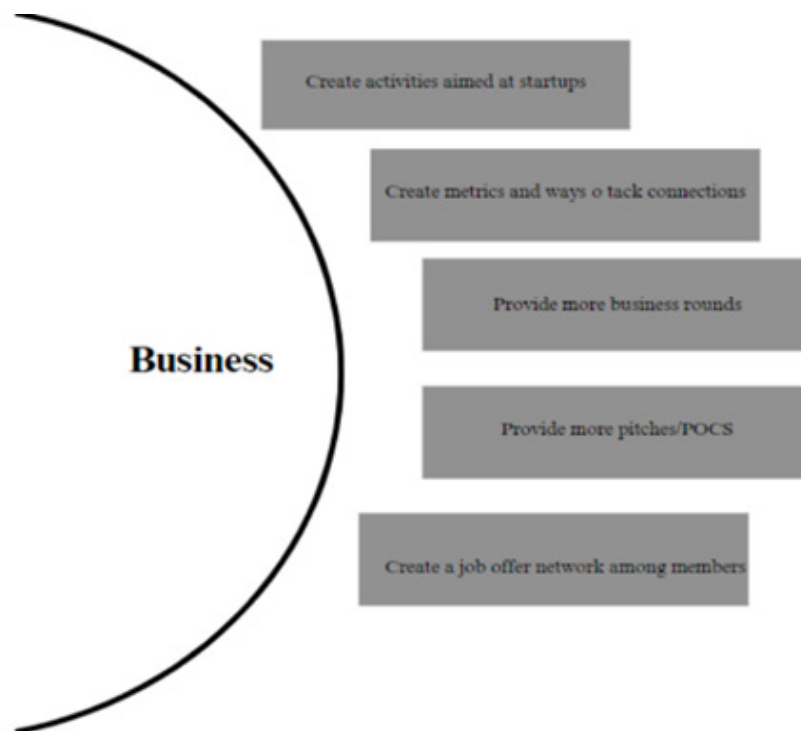 Create activities aimed at startups
Create metrics and ways o tack connections
Provide more business rounds
Business
Provide more pitches/POCS
Create a job offer network among members